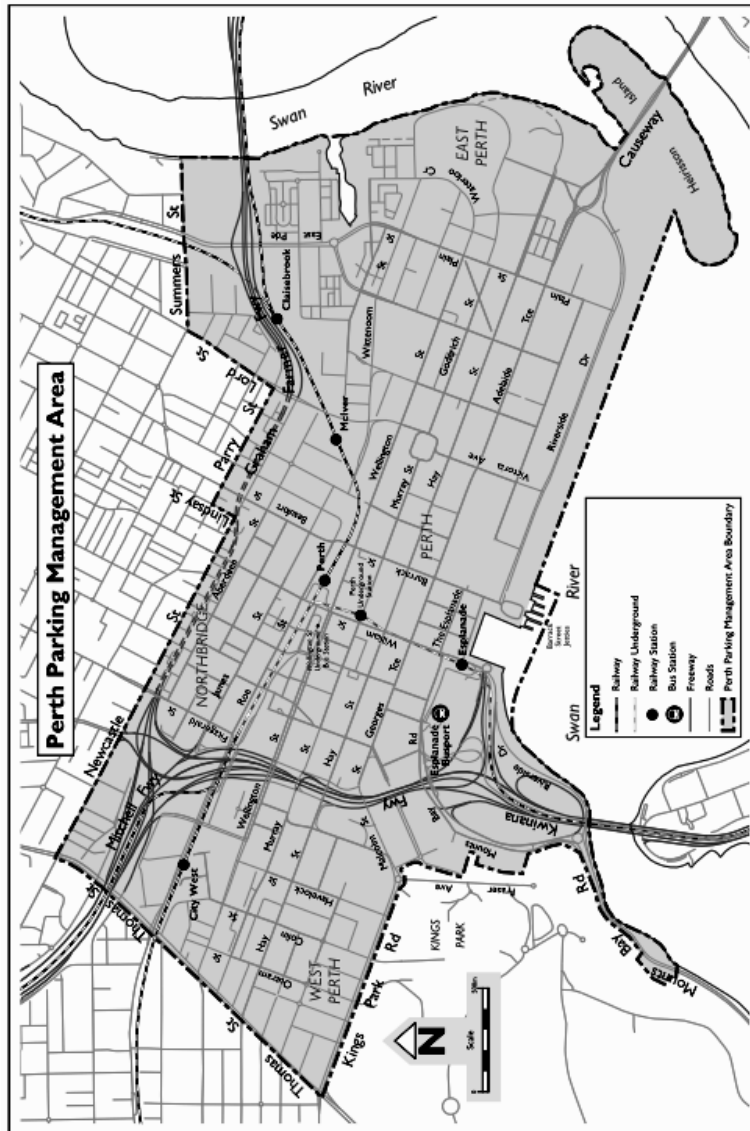 Perth Parking Management Area
Swan
River
Summers
St
Lord
St
Parry
St
Lindsay
St
Newcastle
St
Graham
Farmer
Fwy
Claisebrook
East
Pde
EAST
PERTH
Waterloo
Cr
Heirisson
Island
Causeway
Plain
St
Plain
St
Wittenoom
St
Goderich
St
Adelaide
Tce
Riverside
Dr
McIver
Wellington
St
Murray
St
Hay
St
Victoria
Ave
Beaufort
St
Aberdeen
St
NORTHBRIDGE
James
St
Roe
St
Fitzgerald
St
Perth
Perth
Underground
Station
Wellington St
Underground
Bus Station
PERTH
Barrack
St
William
St
The Esplanade
Esplanade
Esplanade
Busport
Georges
Tce
Hay
St
Murray
St
Wellington
St
Mitchell
Fwy
City West
Thomas
St
Thomas
St
Havelock
St
Colin
St
Hay
St
Outram
St
WEST
PERTH
Malcolm
St
Kings
Park
Rd
KINGS
PARK
Fraser
Ave
Mounts
Bay
Rd
Kwinana
Fwy
Riverside
Dr
Mounts
Bay
Rd
Barrack
Street
Jetties
Swan
River
N
Scale
500m
Legend
Railway
Railway Underground
Railway Station
Bus Station
Freeway
Roads
Perth Parking Management Area Boundary